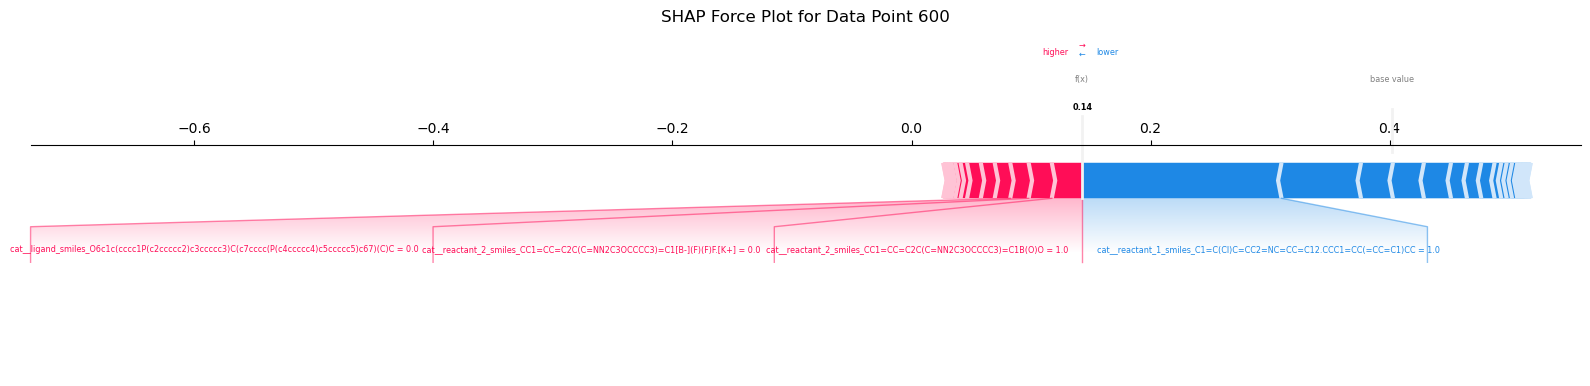 SHAP Force Plot for Data Point 600
higher → ← lower
f(x) base value
0.14
−0.6 −0.4 −0.2 0.0 0.2 0.4
cat__ligand_smiles_O6c1c(cccc1P(c2ccccc2)c3ccccc3)C(c7cccc(P(c4ccccc4)c5ccccc5)c67)(C)C = 0.0 cat__reactant_2_smiles_CC1=CC=C2C(C=NN2C3OCCCC3)=C1[B-](F)(F)F.[K+] = 0.0 cat__reactant_2_smiles_CC1=CC=C2C(C=NN2C3OCCCC3)=C1B(O)O = 1.0 cat__reactant_1_smiles_C1=C(Cl)C=CC2=NC=CC=C12.CCC1=CC(=CC=C1)CC = 1.0